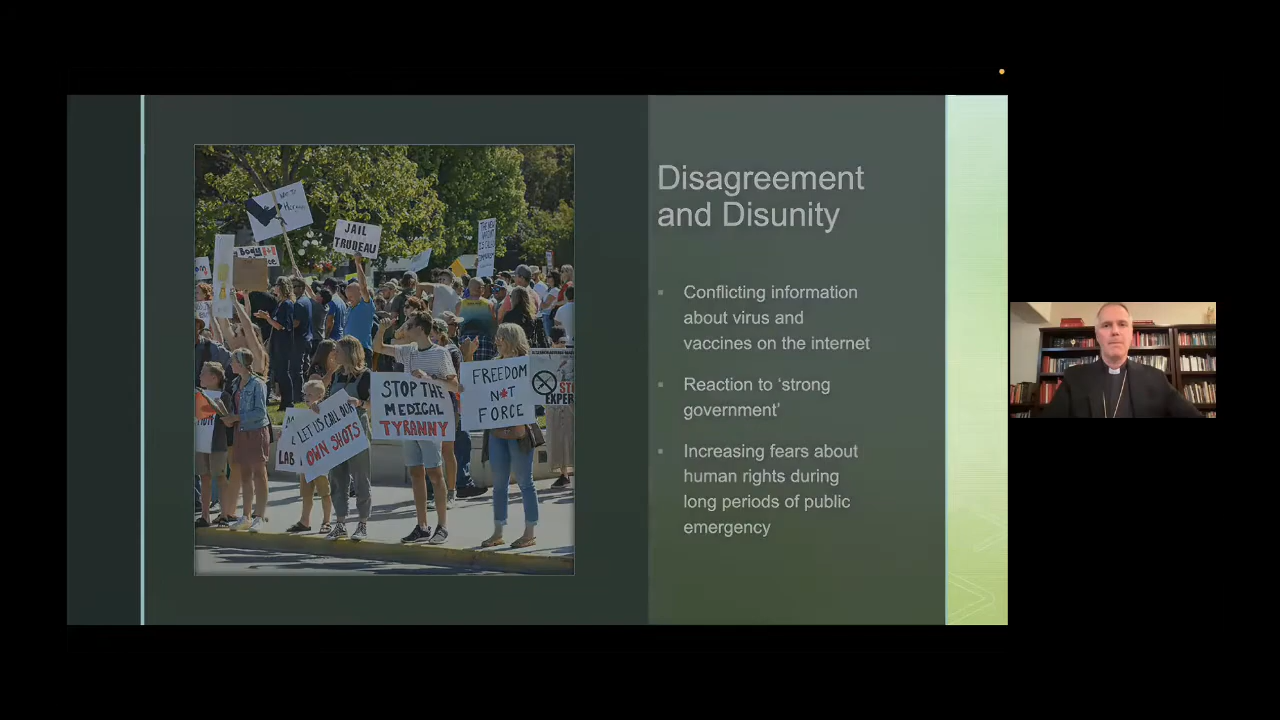 JAIL
TRUDEAU
STOP THE
MEDICAL
TYRANNY
FREEDOM
NOT
FORCE
LET US CALL OUR
OWN SHOTS
Disagreement
and Disunity
▪ Conflicting information
about virus and
vaccines on the internet
▪ Reaction to ‘strong
government’
▪ Increasing fears about
human rights during
long periods of public
emergency